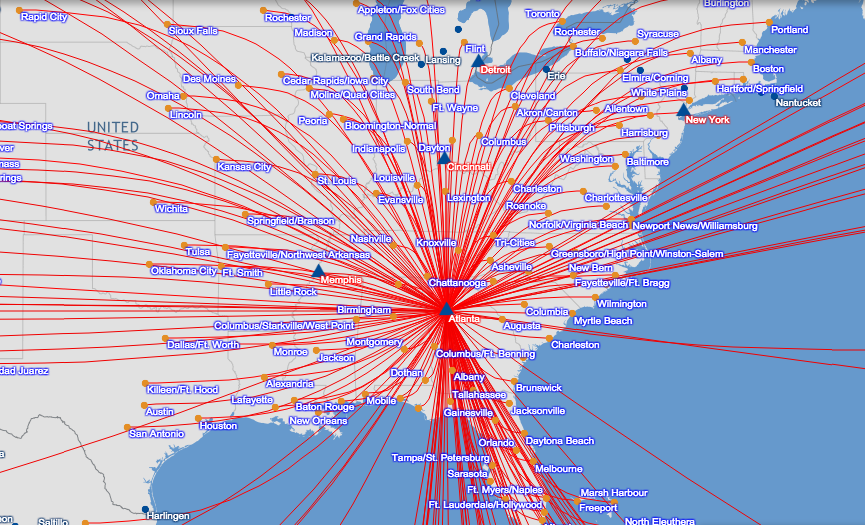 Burlington
Appleton/Fox Cities
Toronto
Rapid City
Rochester
Sioux Falls
Madison
Grand Rapids
Rochester
Syracuse
Portland
Flint
Buffalo/Niagara Falls
Manchester
Kalamazoo/Battle Creek
Lansing
Albany
Detroit
Boston
Erie
Elmira/Corning
Des Moines
Cedar Rapids/Iowa City
South Bend
Hartford/Springfield
White Plains
Omaha
Moline/Quad Cities
Cleveland
Nantucket
Ft. Wayne
Allentown
Lincoln
Akron/Canton
Peoria
New York
boat Springs
UNITED
STATES
Bloomington-Normal
Pittsburgh
Harrisburg
Columbus
ver
Indianapolis
Dayton
Washington
Baltimore
mass
Kansas City
Cincinnati
rings
St. Louis
Louisville
Charleston
Evansville
Lexington
Charlottesville
Wichita
Roanoke
Springfield/Branson
Norfolk/Virginia Beach
Newport News/Williamsburg
Nashville
Knoxville
Tri-Cities
Tulsa
Fayetteville/Northwest Arkansas
Greensboro/High Point/Winston-Salem
Asheville
New Bern
Oklahoma City
Ft. Smith
Memphis
Chattanooga
Fayetteville/Ft. Bragg
Little Rock
Wilmington
Birmingham
Columbia
Atlanta
Myrtle Beach
Columbus/Starkville/West Point
Augusta
Dallas/Ft. Worth
Montgomery
Charleston
Monroe
Jackson
Columbus/Ft. Benning
dad Juarez
Dothan
Albany
Killeen/Ft. Hood
Alexandria
Brunswick
Tallahassee
Lafayette
Mobile
Austin
Baton Rouge
Gainesville
Jacksonville
New Orleans
Houston
San Antonio
Orlando
Daytona Beach
Tampa/St. Petersburg
Melbourne
Sarasota
Ft. Myers/Naples
Marsh Harbour
Ft. Lauderdale/Hollywood
Freeport
Harlingen
Saltillo
North Eleuthera